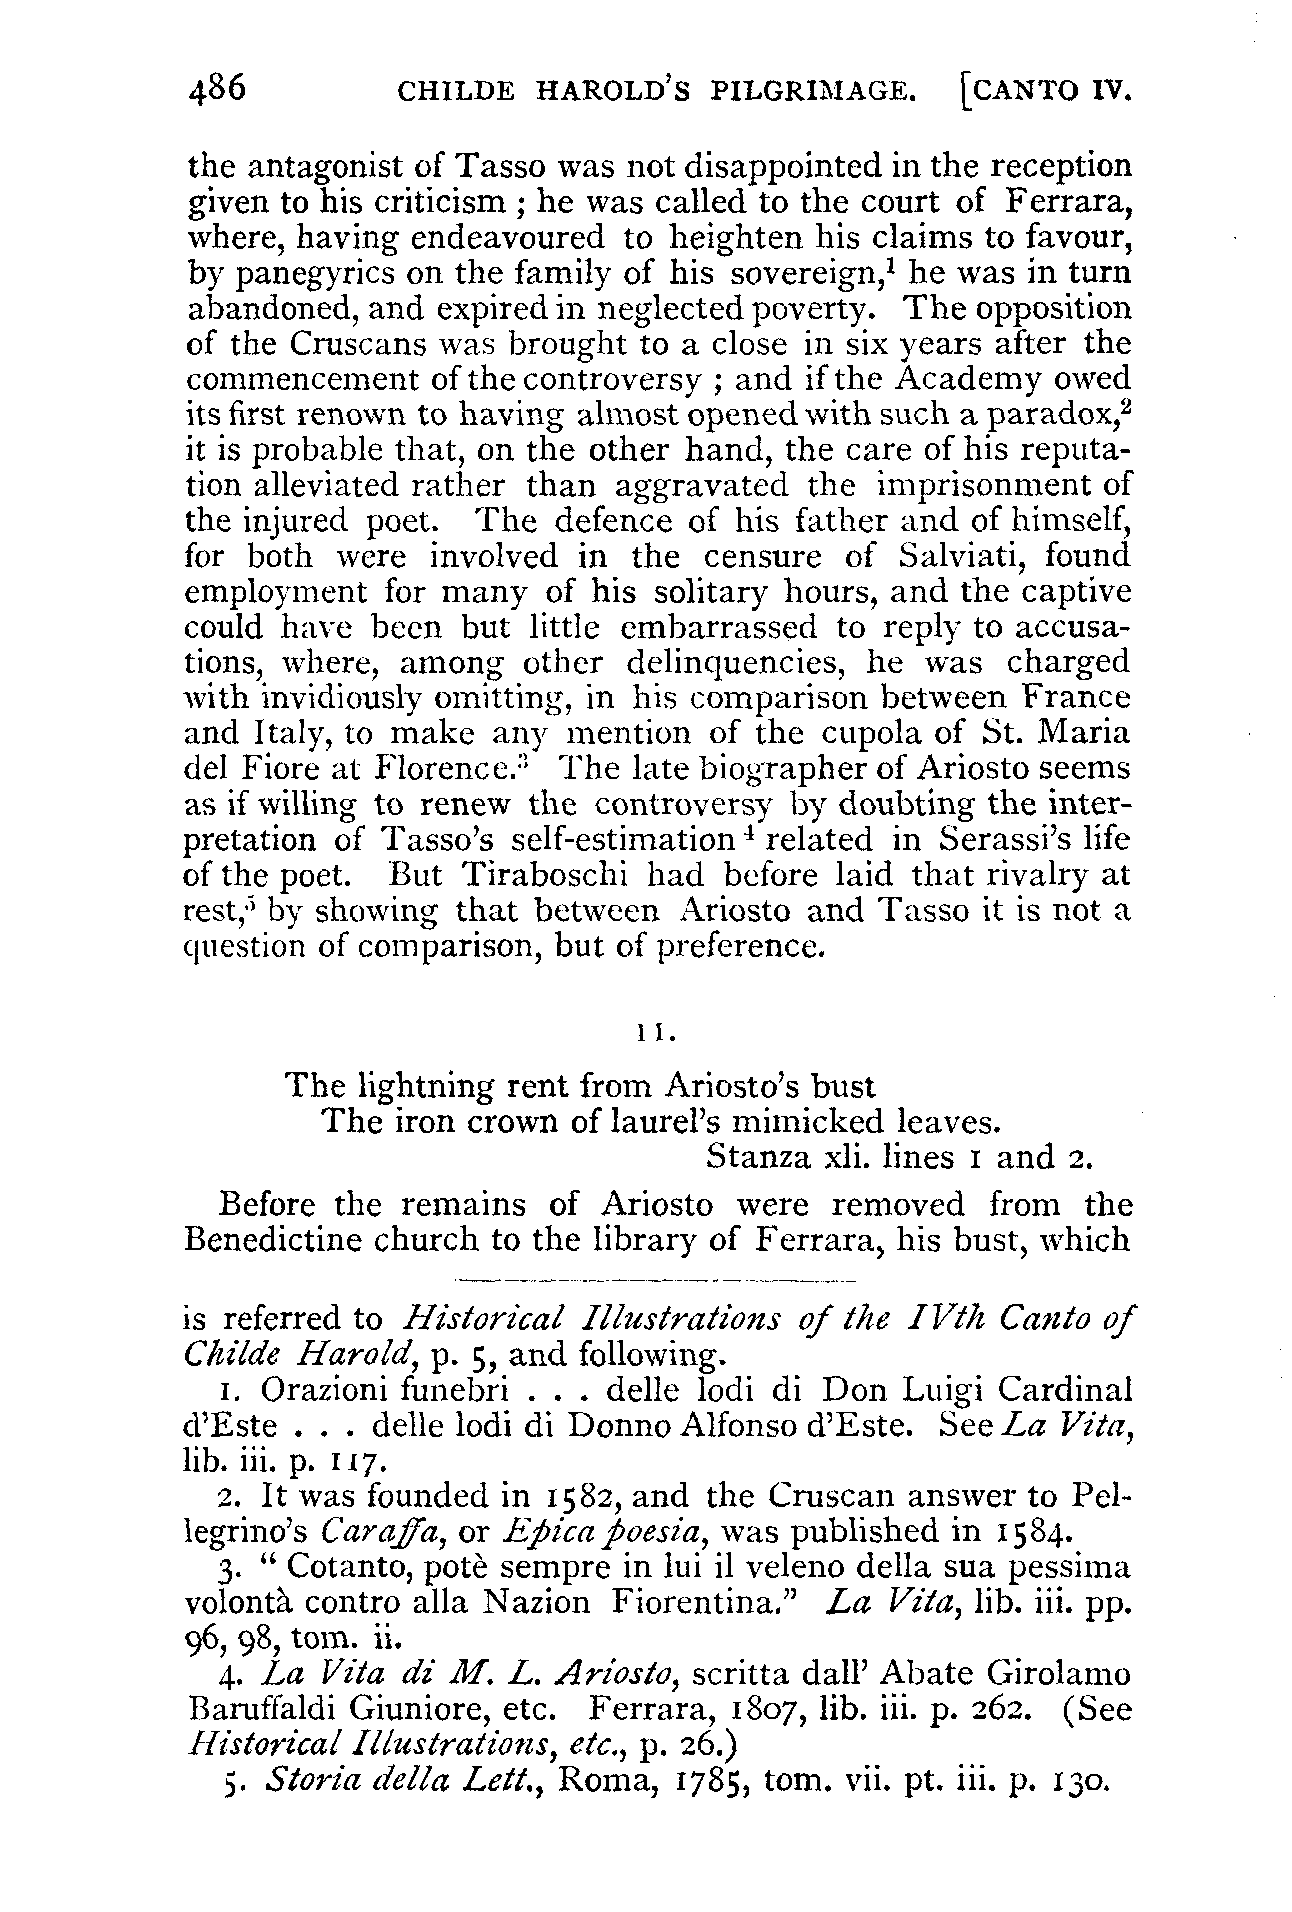 486 CHILDE HAROLD'S PILGRIMAGE. [CANTO IV.
the antagonist of Tasso was not disappointed in the reception
given to his criticism ; he was called to the court of Ferrara,
where, having endeavoured to heighten his claims to favour,
by panegyrics on the family of his sovereign,¹ he was in turn
abandoned, and expired in neglected poverty. The opposition
of the Cruscans was brought to a close in six years after the
commencement of the controversy ; and if the Academy owed
its first renown to having almost opened with such a paradox,²
it is probable that, on the other hand, the care of his reputa-
tion alleviated rather than aggravated the imprisonment of
the injured poet. The defence of his father and of himself,
for both were involved in the censure of Salviati, found
employment for many of his solitary hours, and the captive
could have been but little embarrassed to reply to accusa-
tions, where, among other delinquencies, he was charged
with invidiously omitting, in his comparison between France
and Italy, to make any mention of the cupola of St. Maria
del Fiore at Florence.³ The late biographer of Ariosto seems
as if willing to renew the controversy by doubting the inter-
pretation of Tasso's self-estimation ⁴ related in Serassi's life
of the poet. But Tiraboschi had before laid that rivalry at
rest,⁵ by showing that between Ariosto and Tasso it is not a
question of comparison, but of preference.
11.
The lightning rent from Ariosto's bust
The iron crown of laurel's mimicked leaves.
Stanza xli. lines 1 and 2.
Before the remains of Ariosto were removed from the
Benedictine church to the library of Ferrara, his bust, which
is referred to Historical Illustrations of the IVth Canto of
Childe Harold, p. 5, and following.
1. Orazioni funebri . . . delle lodi di Don Luigi Cardinal
d'Este . . . delle lodi di Donno Alfonso d'Este. See La Vita,
lib. iii. p. 117.
2. It was founded in 1582, and the Cruscan answer to Pel-
legrino's Caraffa, or Epica poesia, was published in 1584.
3. " Cotanto, potè sempre in lui il veleno della sua pessima
volontà contro alla Nazion Fiorentina." La Vita, lib. iii. pp.
96, 98, tom. ii.
4. La Vita di M. L. Ariosto, scritta dall' Abate Girolamo
Baruffaldi Giuniore, etc. Ferrara, 1807, lib. iii. p. 262. (See
Historical Illustrations, etc., p. 26.)
5. Storia della Lett., Roma, 1785, tom. vii. pt. iii. p. 130.